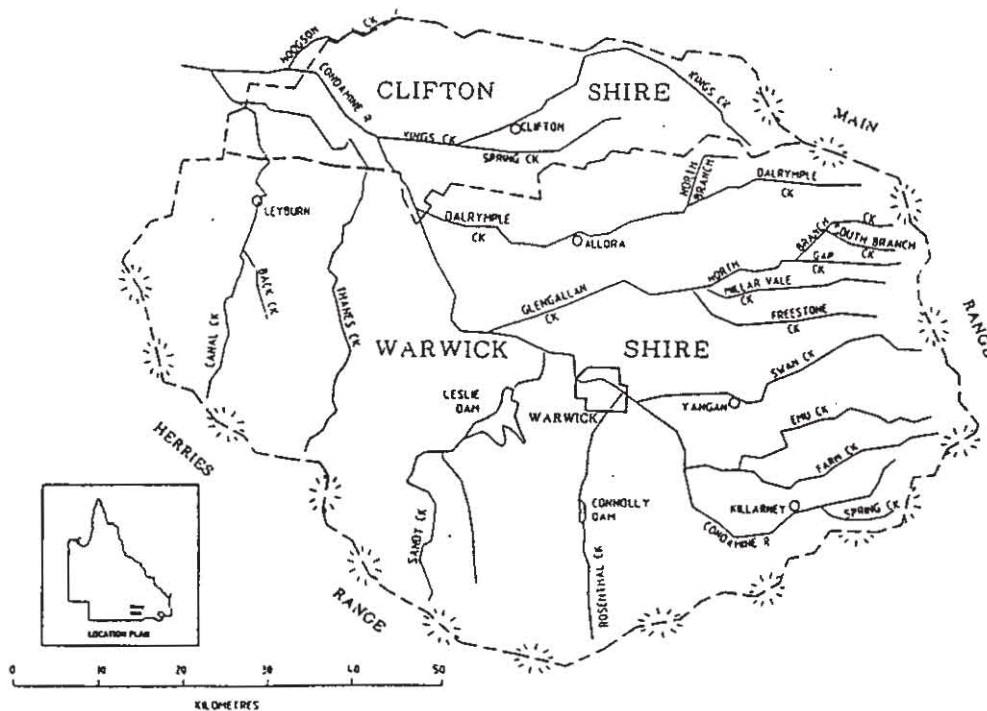 HODGSON CK
CONDAMINE R
CLIFTON SHIRE
KINGS CK
CLIFTON
KINGS CK
SPRING CK
MAIN
NORTH BRANCH
DALRYMPLE CK
LEYBURN
DALRYMPLE CK
ALLORA
BRANCH CK
SOUTH BRANCH CK
GAP CK
NORTH
MILLAR VALE CK
BACK CK
THANES CK
GLENGALLAN CK
FREESTONE CK
RANGE
CANAL CK
WARWICK SHIRE
SWAN CK
LESLIE DAM
WARWICK
YANGAN
EMU CK
HERRIES
FARM CK
CONNOLLY DAM
KILLARNEY
SPRING CK
SANDY CK
CONDAMINE R
ROSENTHAL CK
RANGE
LOCATION PLAN
0 10 20 30 40 50
KILOMETRES